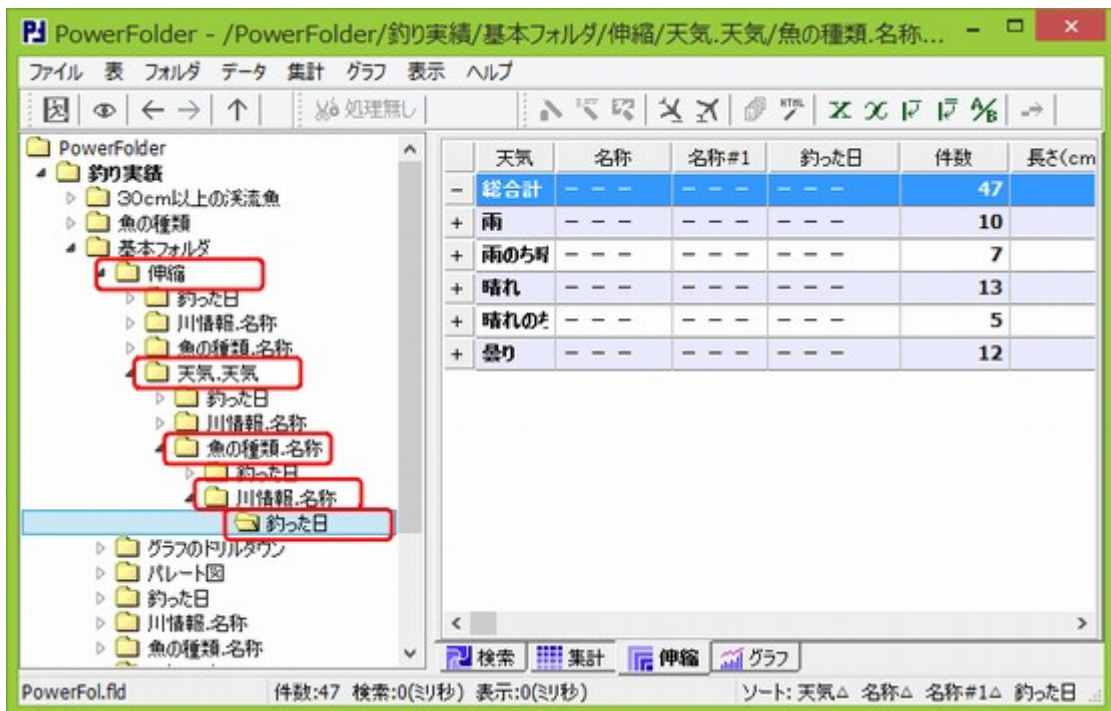 PowerFolder - /PowerFolder/釣り実績/基本フォルダ/伸縮/天気.天気/魚の種類.名称...
ファイル 表 フォルダ データ 集計 グラフ 表示 ヘルプ
処理無し
PowerFolder
釣り実績
30cm以上の渓流魚
魚の種類
基本フォルダ
伸縮
釣った日
川情報.名称
魚の種類.名称
天気.天気
釣った日
川情報.名称
魚の種類.名称
釣った日
川情報.名称
釣った日
グラフのドリルダウン
パレート図
釣った日
川情報.名称
魚の種類.名称
天気 名称 名称#1 釣った日 件数 長さ(cm
- 総合計 - - - - - - - - - 47
+ 雨 - - - - - - - - - 10
+ 雨のち - - - - - - - - - 7
+ 晴れ - - - - - - - - - 13
+ 晴れの - - - - - - - - - 5
+ 曇り - - - - - - - - - 12
検索 集計 伸縮 グラフ
PowerFol.fld 件数:47 検索:0(ミリ秒) 表示:0(ミリ秒) ソート: 天気△ 名称△ 名称#1△ 釣った日